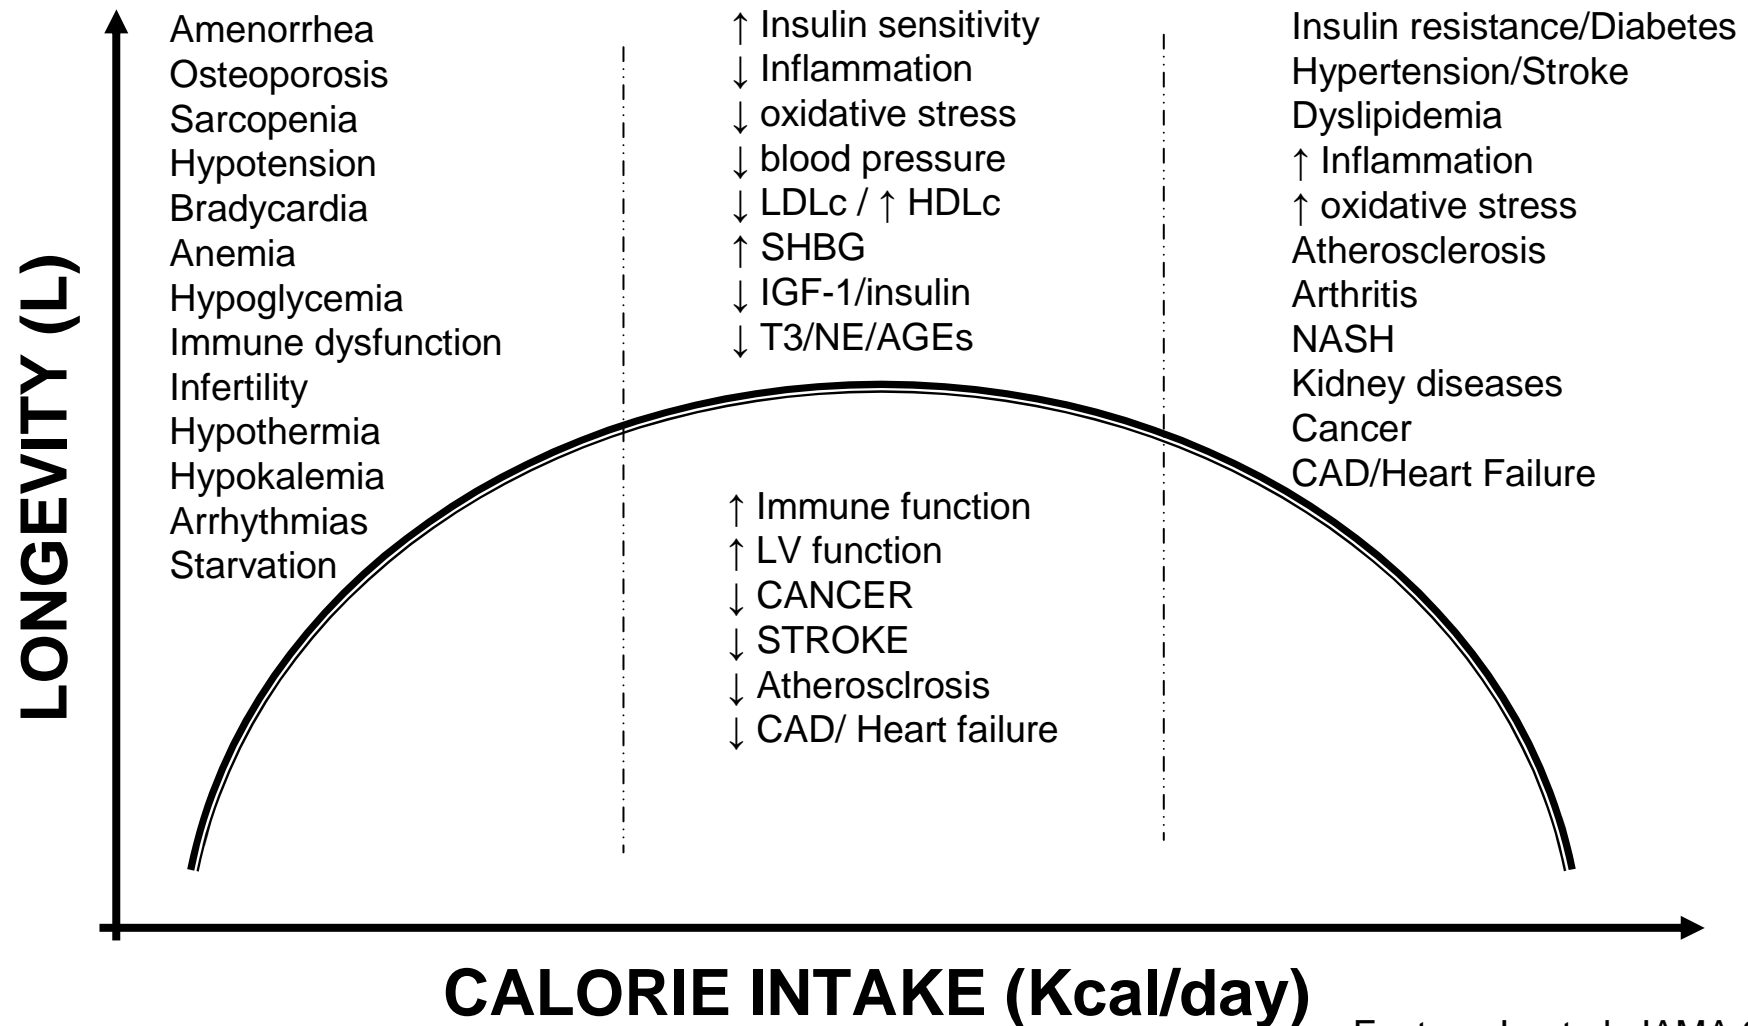 Amenorrhea
Osteoporosis
Sarcopenia
Hypotension
Bradycardia
Anemia
Hypoglycemia
Immune dysfunction
Infertility
Hypothermia
Hypokalemia
Arrhythmias
Starvation
↑ Insulin sensitivity
↓ Inflammation
↓ oxidative stress
↓ blood pressure
↓ LDLc / ↑ HDLc
↑ SHBG
↓ IGF-1/insulin
↓ T3/NE/AGEs
↑ Immune function
↑ LV function
↓ CANCER
↓ STROKE
↓ Atherosclrosis
↓ CAD/ Heart failure
Insulin resistance/Diabetes
Hypertension/Stroke
Dyslipidemia
↑ Inflammation
↑ oxidative stress
Atherosclerosis
Arthritis
NASH
Kidney diseases
Cancer
CAD/Heart Failure
LONGEVITY (L)
CALORIE INTAKE (Kcal/day)